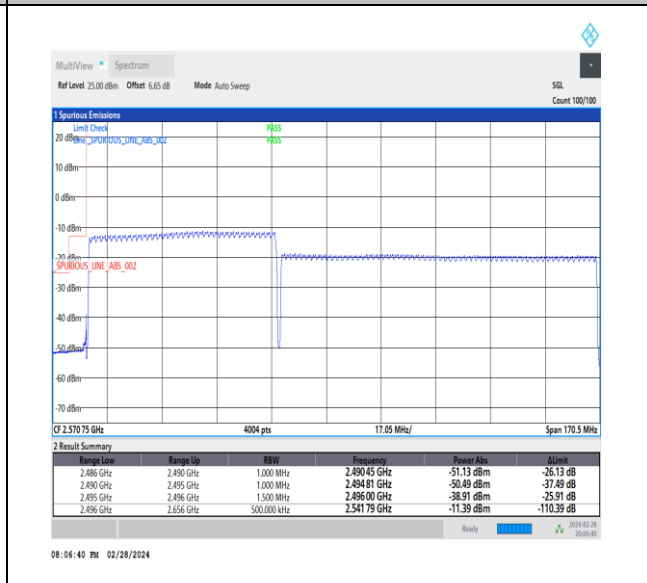 MultiView Spectrum
Ref Level 25.00 dBm Offset 6.65 dB Mode Auto Sweep SGL
Count 100/100
1 Spurious Emissions
Limit Check PASS
20 dBm Line _SPURIOUS_LINE_ABS_002 PASS
10 dBm
0 dBm
-10 dBm
-20 dBm
SPURIOUS_LINE_ABS_002
-30 dBm
-40 dBm
-50 dBm
-60 dBm
-70 dBm
CF 2.570 75 GHz 4004 pts 17.05 MHz/ Span 170.5 MHz
2 Result Summary
Range Low Range Up RBW Frequency Power Abs ΔLimit
2.486 GHz 2.490 GHz 1.000 MHz 2.490 45 GHz -51.13 dBm -26.13 dB
2.490 GHz 2.495 GHz 1.000 MHz 2.494 81 GHz -50.49 dBm -37.49 dB
2.495 GHz 2.496 GHz 1.500 MHz 2.496 00 GHz -38.91 dBm -25.91 dB
2.496 GHz 2.656 GHz 500.000 kHz 2.541 79 GHz -11.39 dBm -110.39 dB
Ready 2024-02-28
20:06:40
08:06:40 PM 02/28/2024